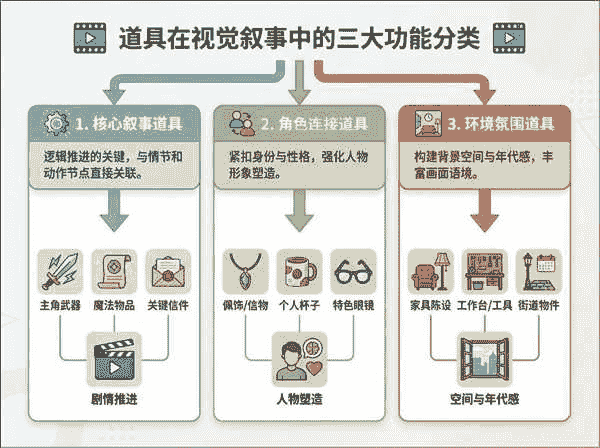 道具在视觉叙事中的三大功能分类
1. 核心叙事道具
逻辑推进的关键，与情节和
动作节点直接关联。
主角武器
魔法物品
关键信件
剧情推进
2. 角色连接道具
紧扣身份与性格，强化人物
形象塑造。
佩饰/信物
个人杯子
特色眼镜
人物塑造
3. 环境氛围道具
构建背景空间与年代感，丰
富画面语境。
家具陈设
工作台/工具
街道物件
空间与年代感